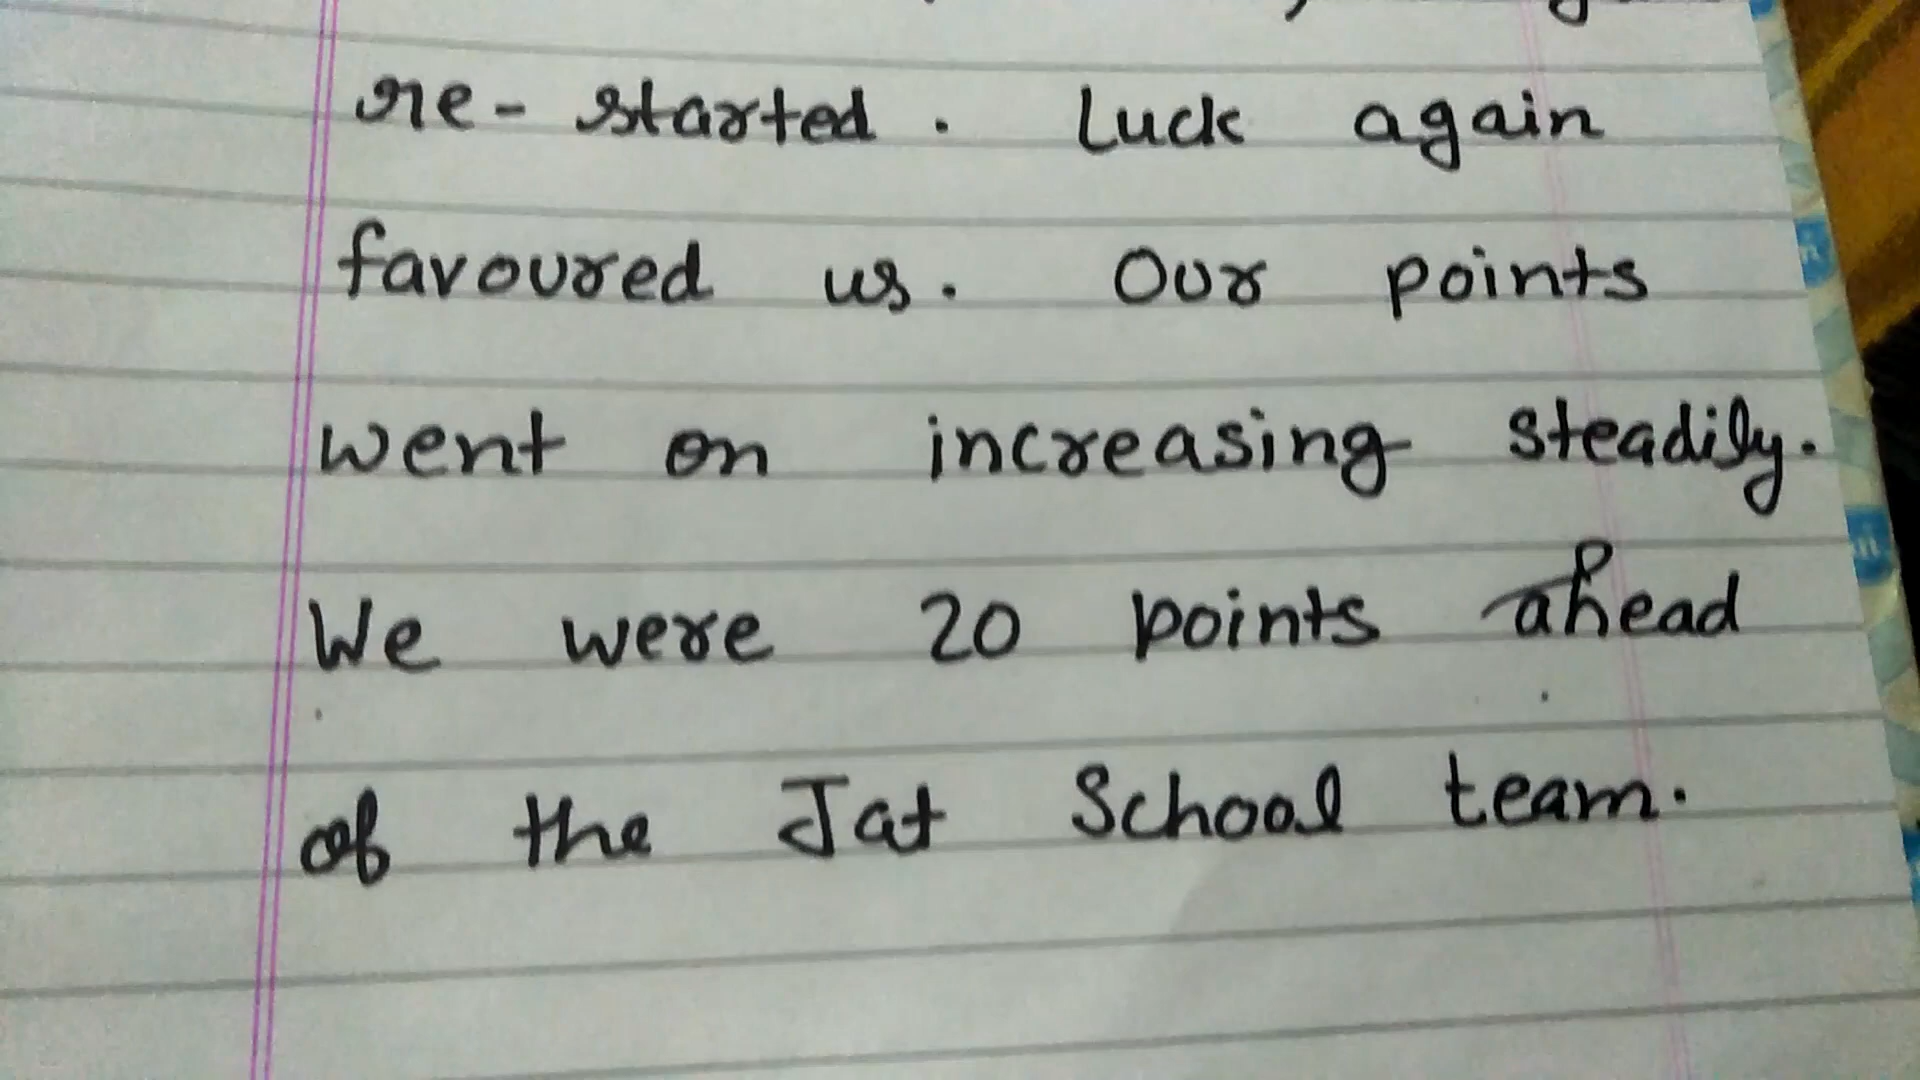 re-started. Luck again
favoured us. Our points
went on increasing steadily.
We were 20 points ahead
of the Jat School team.